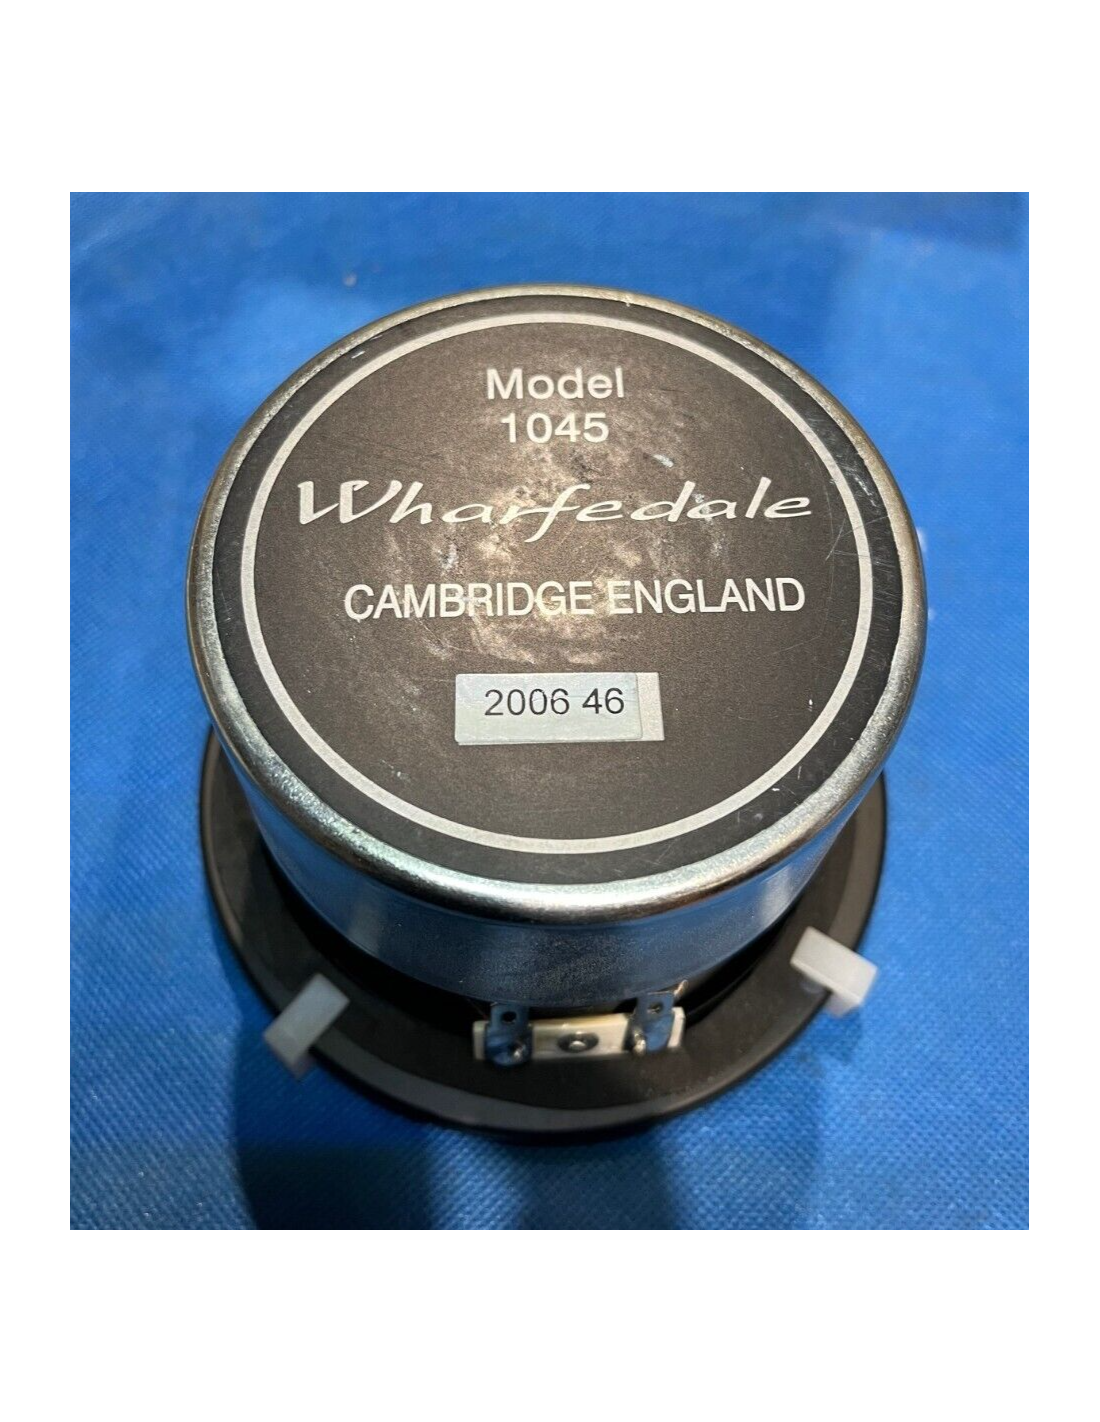 Model
1045
Wharfedale
CAMBRIDGE ENGLAND
2006 46